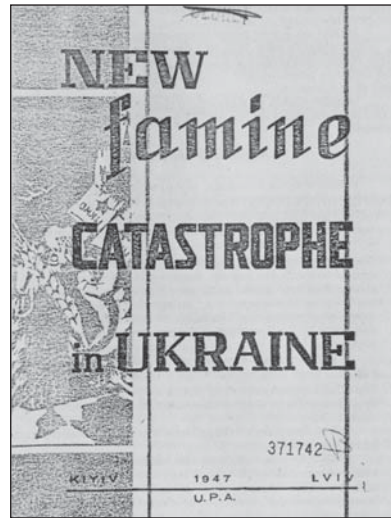 NEW
famine
CATASTROPHE
in UKRAINE
371742
KIYIV 1947 LVIV
U.P.A.